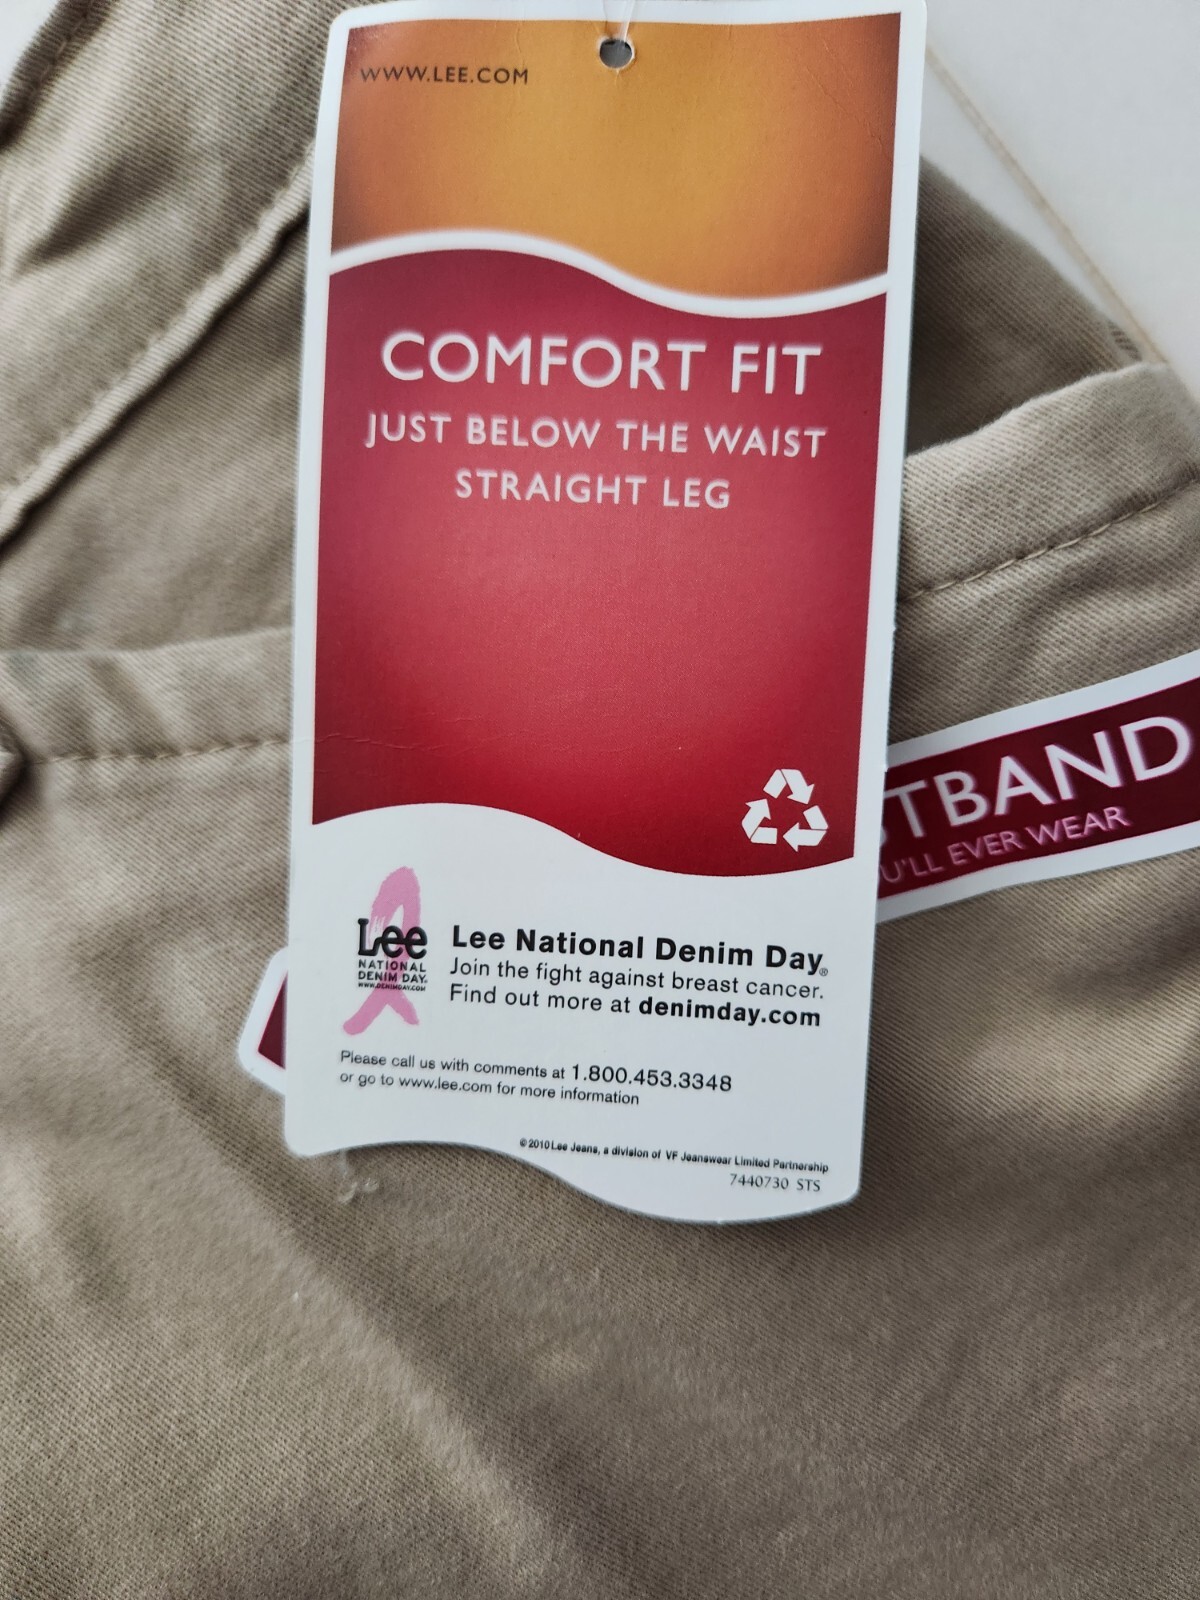 WWW.LEE.COM
COMFORT FIT
JUST BELOW THE WAIST
STRAIGHT LEG
TBAND
U'LL EVER WEAR
Lee
NATIONAL
DENIM DAY®
WWW.DENIMDAY.COM
Lee National Denim Day®
Join the fight against breast cancer.
Find out more at denimday.com
Please call us with comments at 1.800.453.3348
or go to www.lee.com for more information
©2010 Lee Jeans, a division of VF Jeanswear Limited Partnership
7440730 STS